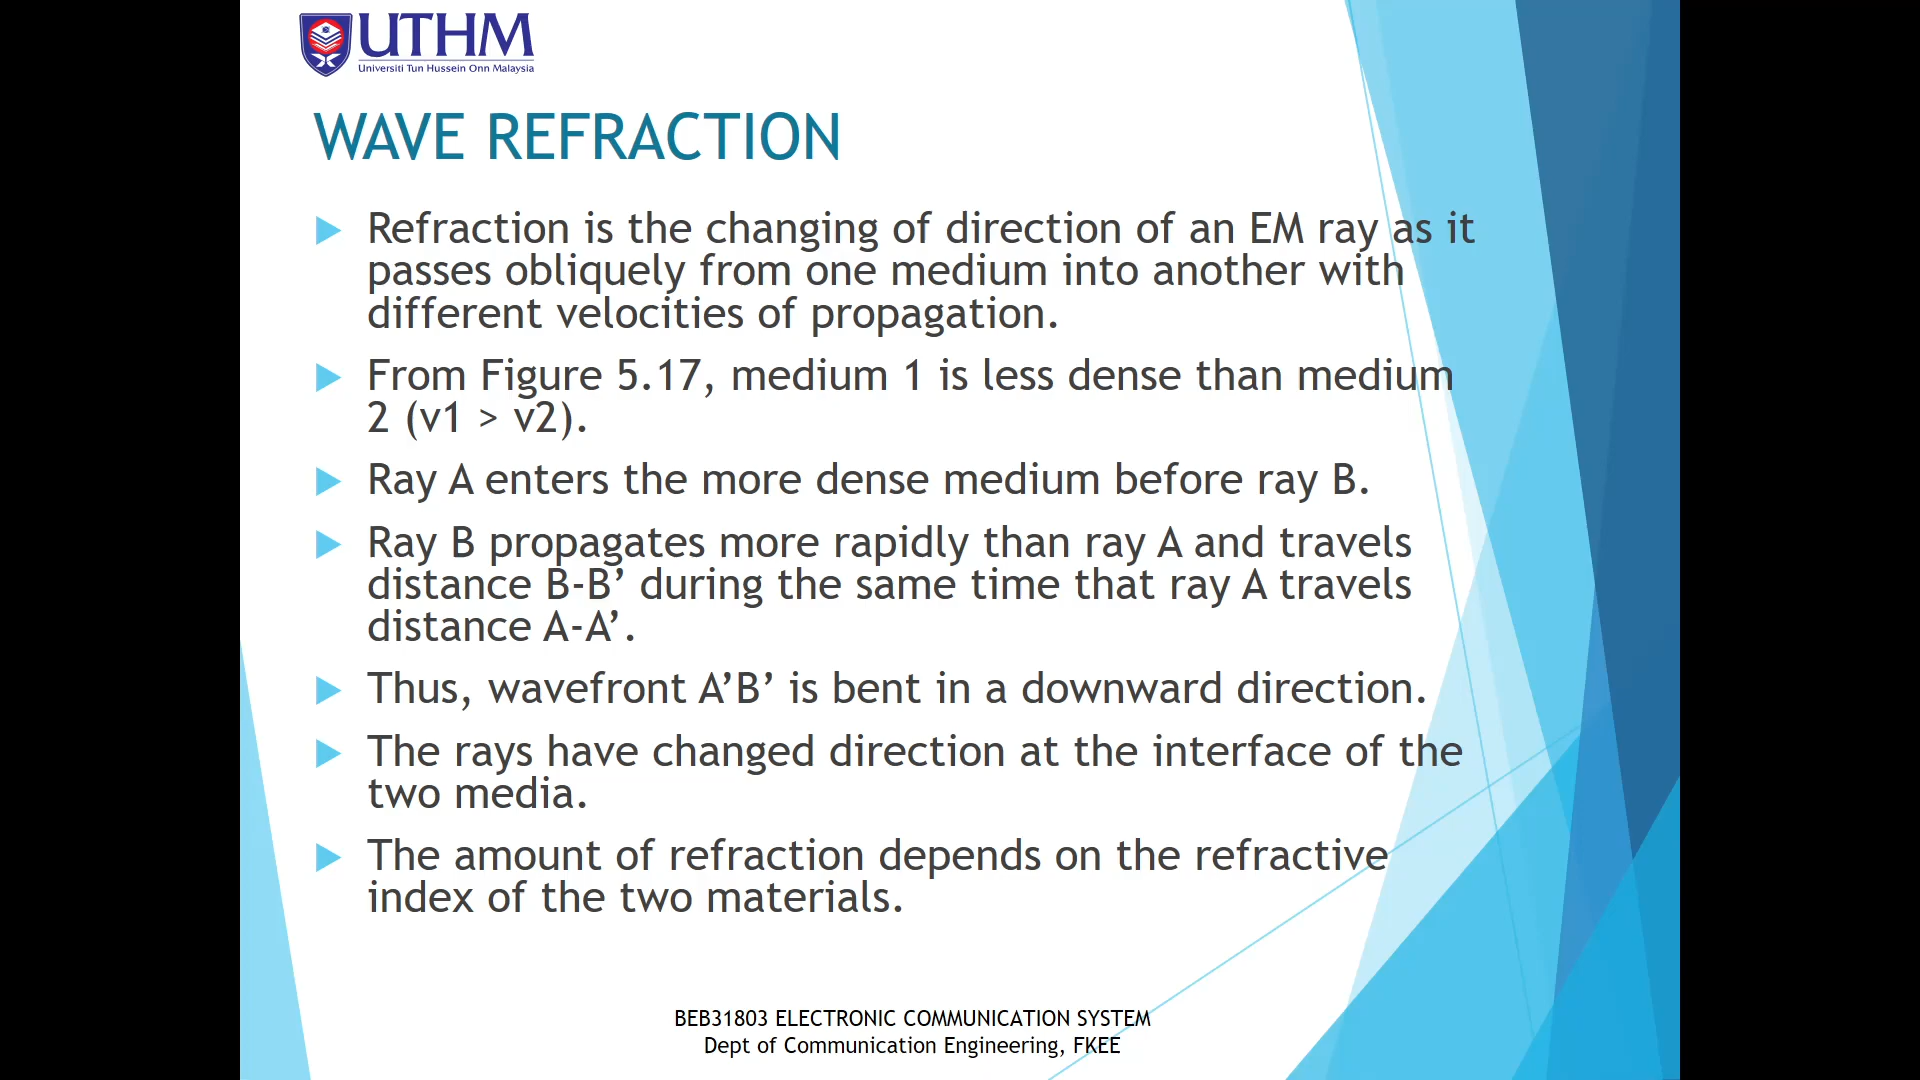 UTHM
Universiti Tun Hussein Onn Malaysia
WAVE REFRACTION
Refraction is the changing of direction of an EM ray as it
passes obliquely from one medium into another with
different velocities of propagation.
From Figure 5.17, medium 1 is less dense than medium
2 (v1 > v2).
Ray A enters the more dense medium before ray B.
Ray B propagates more rapidly than ray A and travels
distance B-B’ during the same time that ray A travels
distance A-A’.
Thus, wavefront A’B’ is bent in a downward direction.
The rays have changed direction at the interface of the
two media.
The amount of refraction depends on the refractive
index of the two materials.
BEB31803 ELECTRONIC COMMUNICATION SYSTEM
Dept of Communication Engineering, FKEE